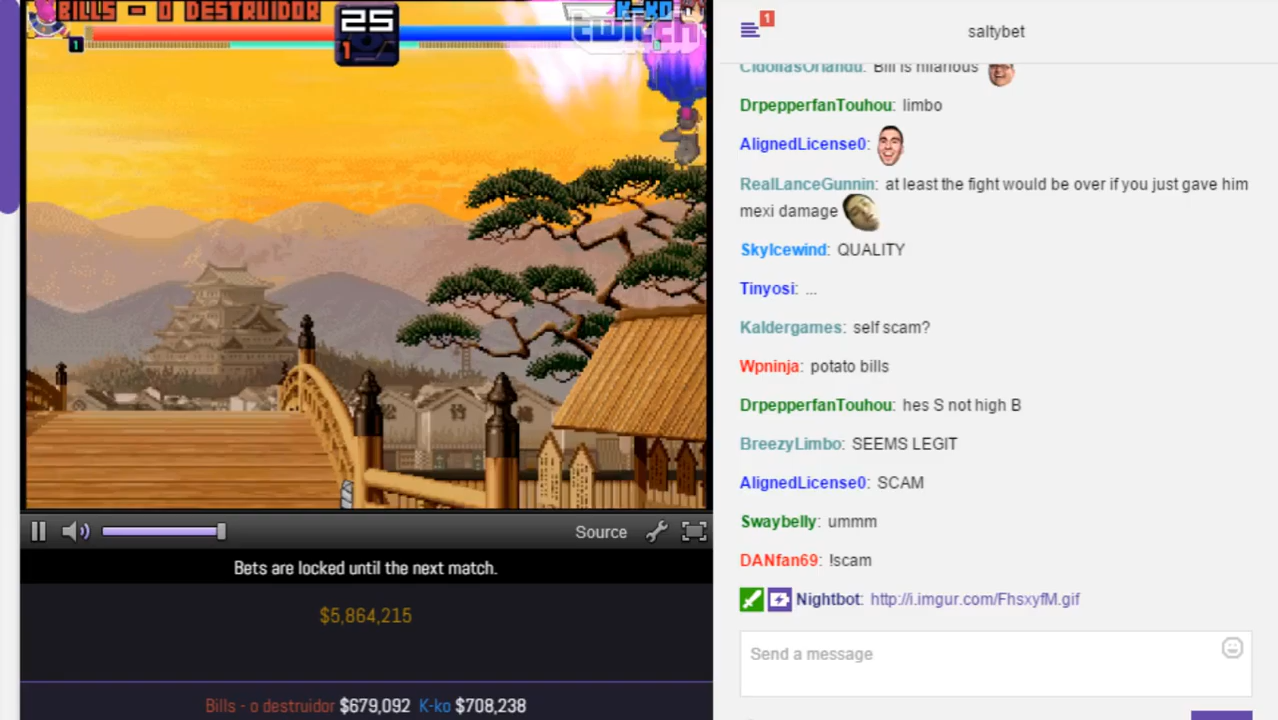 BILLS - O DESTRUIDOR
25
K-KO
twitch
1
1
Source
Bets are locked until the next match.
$5,864,215
Bills - o destruidor $679,092 K-ko $708,238
1
saltybet
CidollasOrlandu: Bill is hilarious
DrpepperfanTouhou: limbo
AlignedLicense0:
RealLanceGunnin: at least the fight would be over if you just gave him
mexi damage
SkyIcewind: QUALITY
Tinyosi: ...
Kaldergames: self scam?
Wpninja: potato bills
DrpepperfanTouhou: hes S not high B
BreezyLimbo: SEEMS LEGIT
AlignedLicense0: SCAM
Swaybelly: ummm
DANfan69: !scam
Nightbot: http://i.imgur.com/FhsxyfM.gif
Send a message